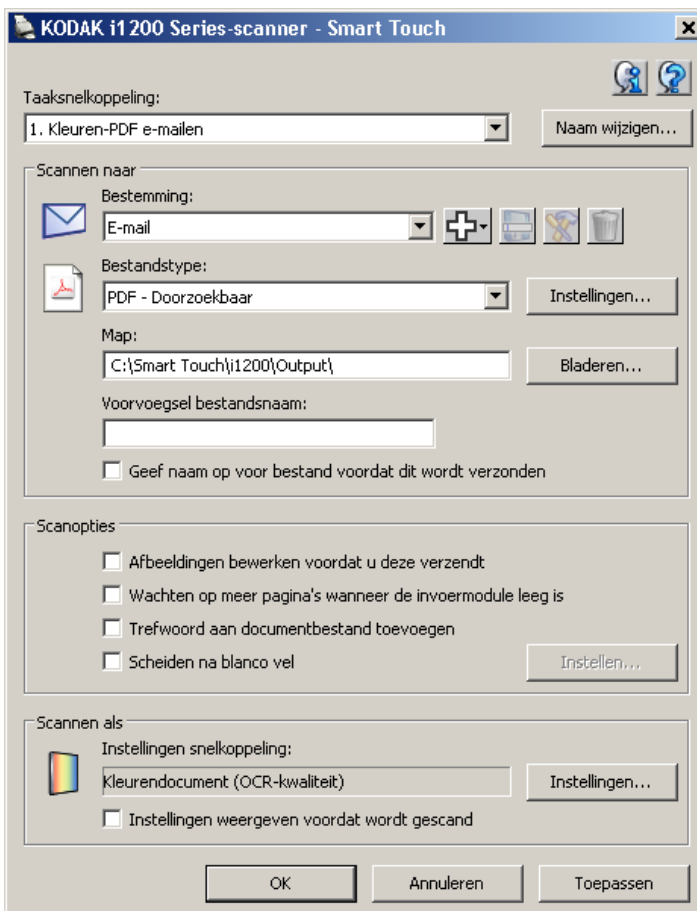 KODAK i1200 Series-scanner - Smart Touch
Taaksnelkoppeling:
1. Kleuren-PDF e-mailen
Naam wijzigen...
Scannen naar
Bestemming:
E-mail
Bestandstype:
PDF - Doorzoekbaar
Instellingen...
Map:
C:\Smart Touch\i1200\Output\
Bladeren...
Voorvoegsel bestandsnaam:
Geef naam op voor bestand voordat dit wordt verzonden
Scanopties
Afbeeldingen bewerken voordat u deze verzendt
Wachten op meer pagina's wanneer de invoermodule leeg is
Trefwoord aan documentbestand toevoegen
Scheiden na blanco vel
Instellen...
Scannen als
Instellingen snelkoppeling:
Kleurendocument (OCR-kwaliteit)
Instellingen...
Instellingen weergeven voordat wordt gescand
OK
Annuleren
Toepassen